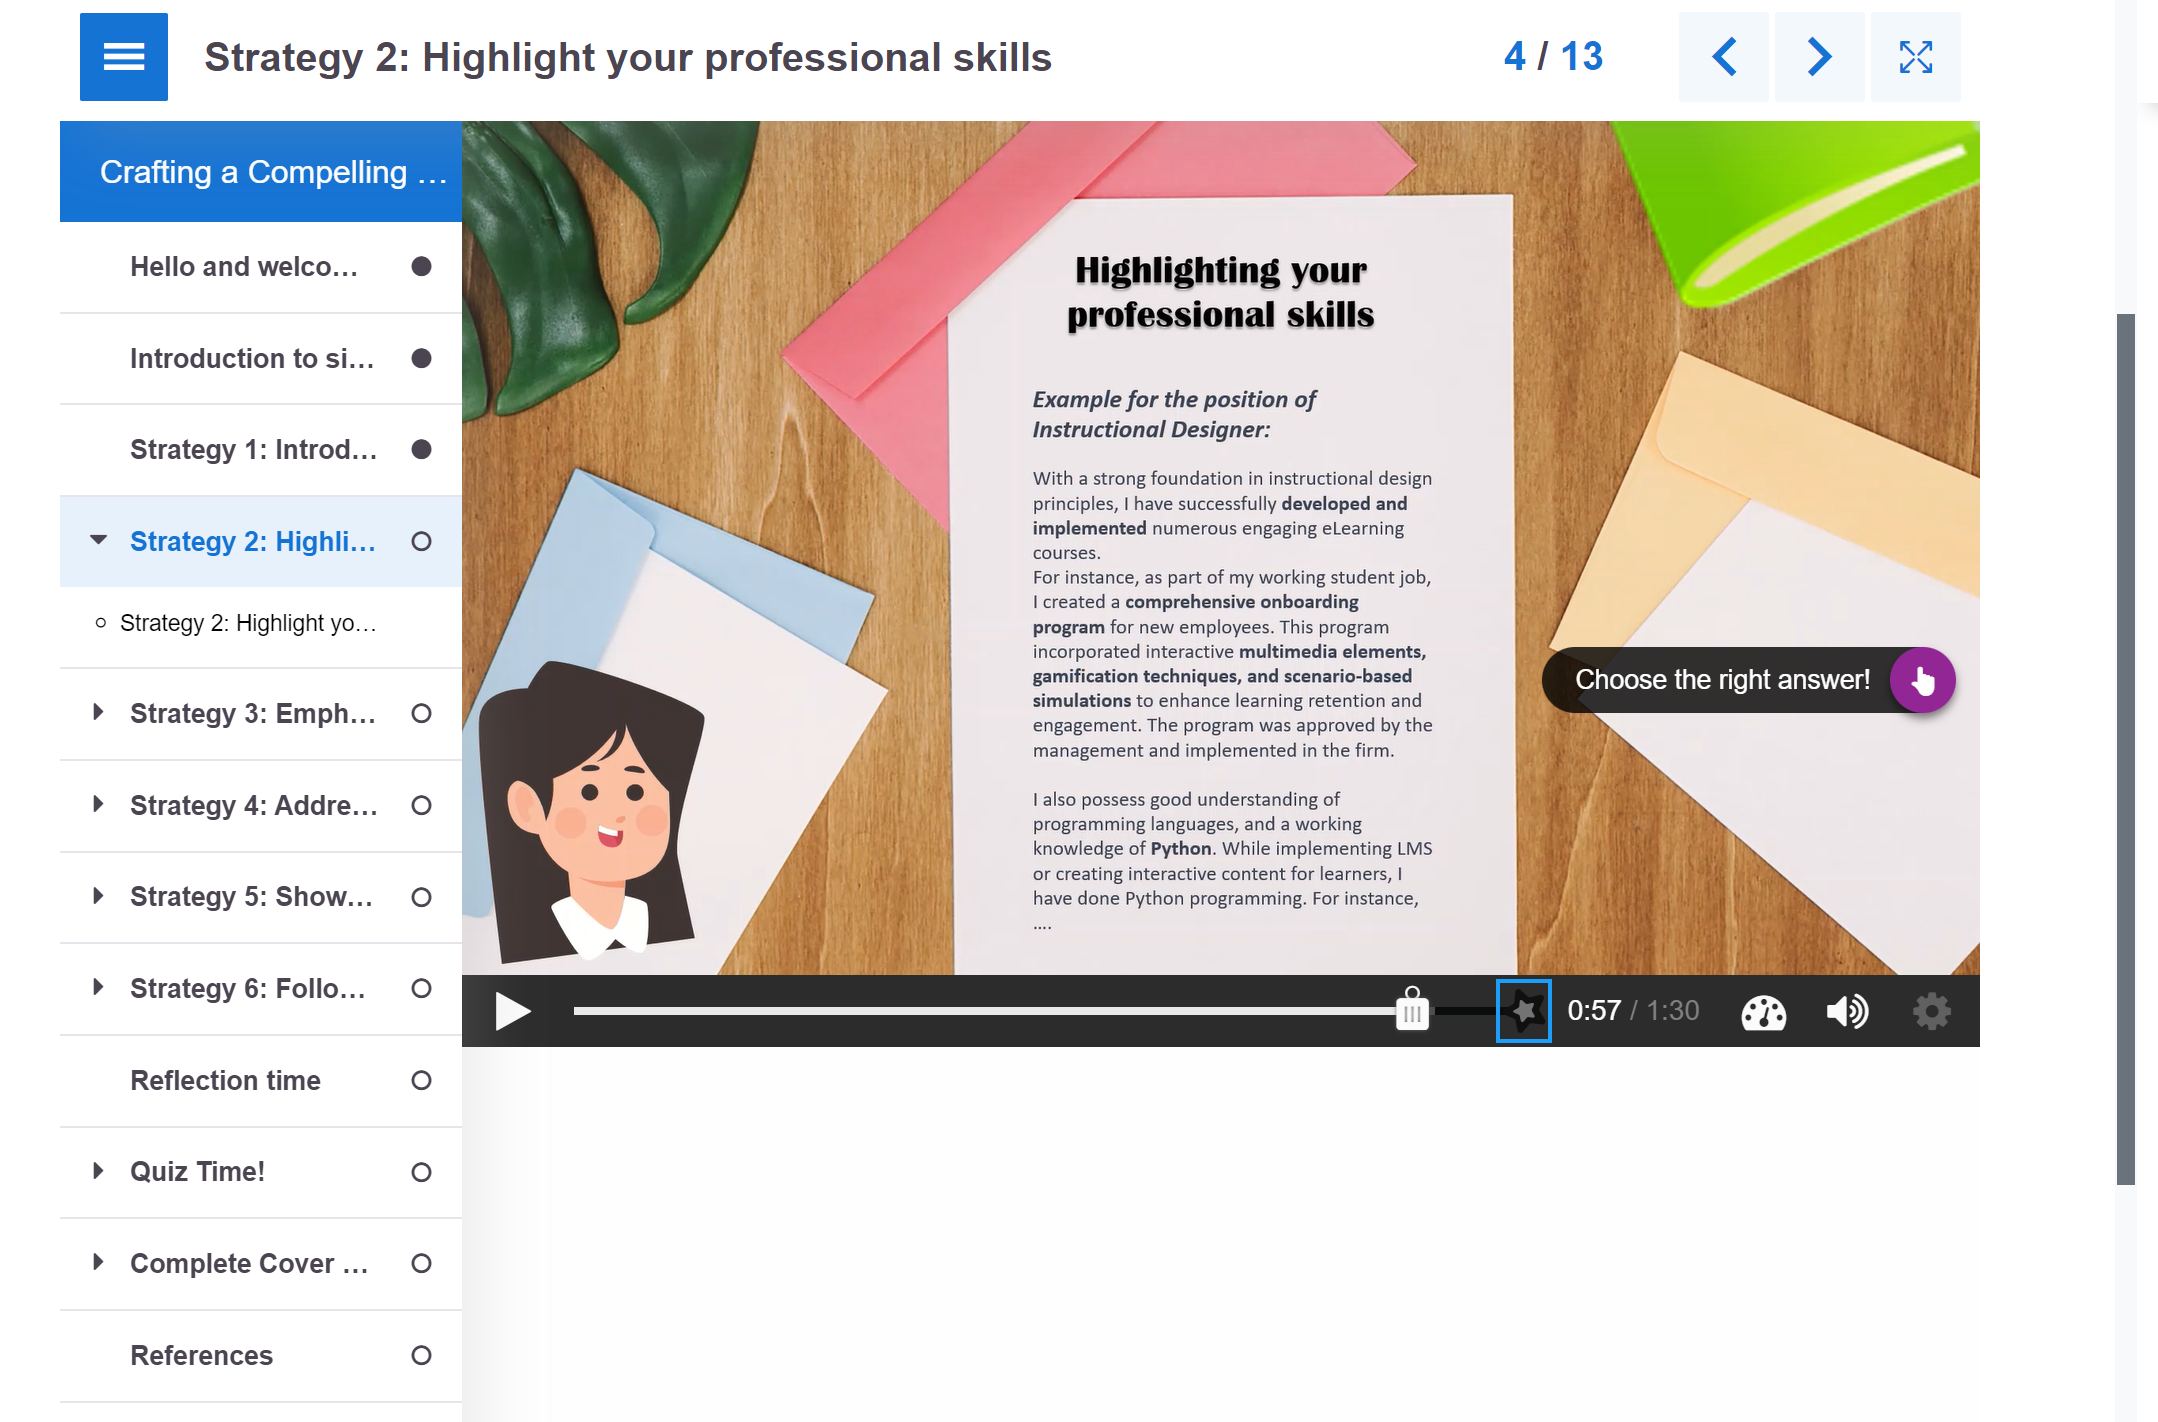 Strategy 2: Highlight your professional skills
4 / 13
Crafting a Compelling ...
Hello and welco...
Introduction to si...
Strategy 1: Introd...
Strategy 2: Highli...
Strategy 2: Highlight yo...
Strategy 3: Emph...
Strategy 4: Addre...
Strategy 5: Show...
Strategy 6: Follo...
Reflection time
Quiz Time!
Complete Cover ...
References
Highlighting your
professional skills
Example for the position of
Instructional Designer:
With a strong foundation in instructional design
principles, I have successfully developed and
implemented numerous engaging eLearning
courses.
For instance, as part of my working student job,
I created a comprehensive onboarding
program for new employees. This program
incorporated interactive multimedia elements,
gamification techniques, and scenario-based
simulations to enhance learning retention and
engagement. The program was approved by the
management and implemented in the firm.
I also possess good understanding of
programming languages, and a working
knowledge of Python. While implementing LMS
or creating interactive content for learners, I
have done Python programming. For instance,
....
Choose the right answer!
0:57 / 1:30